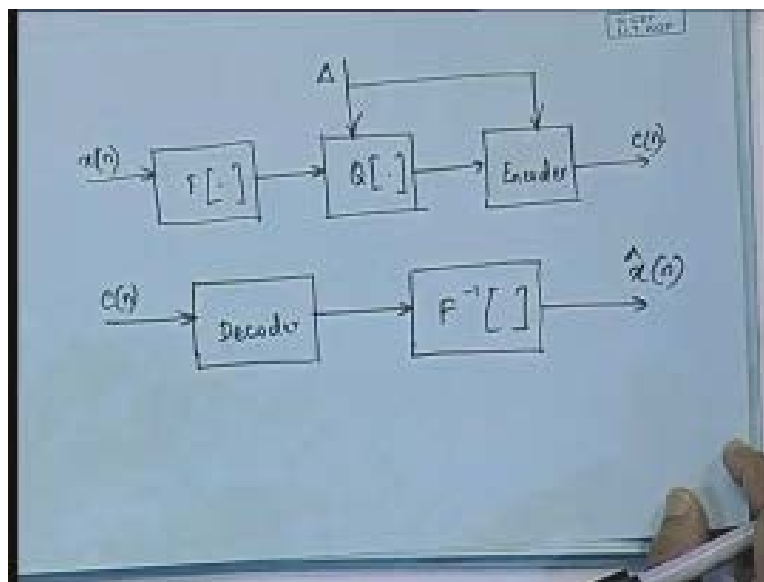 Δ
x(n) F[·] Q[·] Encoder c(n)
c(n) Decoder F⁻¹[ ] x̂(n)